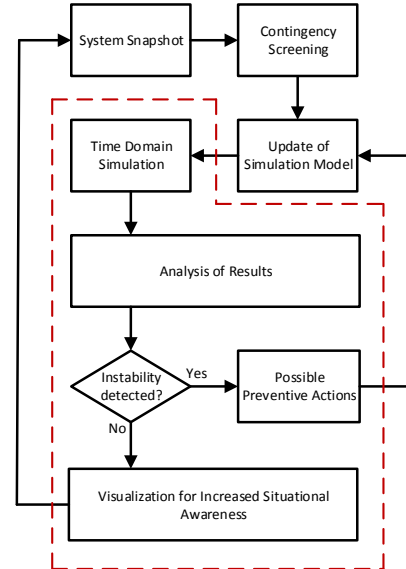 System Snapshot
Contingency
Screening
Time Domain
Simulation
Update of
Simulation Model
Analysis of Results
Instability
detected?
Yes
Possible
Preventive Actions
No
Visualization for Increased Situational
Awareness